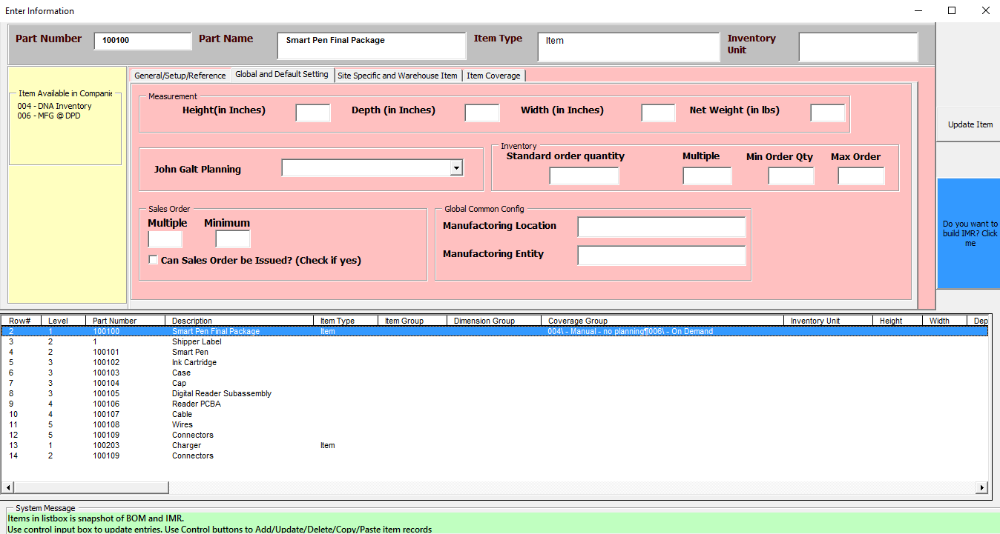 Enter Information
Part Number 100100 Part Name Smart Pen Final Package Item Type Item Inventory
Unit
General/Setup/Reference Global and Default Setting Site Specific and Warehouse Item Item Coverage
Item Available in Companie
004 - DNA Inventory
006 - MFG @ DPD
Measurement
Height(in Inches) Depth (in Inches) Width (in Inches) Net Weight (in lbs)
Update Item
John Galt Planning
Inventory
Standard order quantity Multiple Min Order Qty Max Order
Sales Order
Multiple Minimum
Can Sales Order be Issued? (Check if yes)
Global Common Config
Manufactoring Location
Manufactoring Entity
Do you want to
build IMR? Click
me
Row# Level Part Number Description Item Type Item Group Dimension Group Coverage Group Inventory Unit Height Width Dep
2 1 100100 Smart Pen Final Package Item 004\ - Manual - no planning¶006\ - On Demand
3 2 1 Shipper Label
4 2 100101 Smart Pen
5 3 100102 Ink Cartridge
6 3 100103 Case
7 3 100104 Cap
8 3 100105 Digital Reader Subassembly
9 4 100106 Reader PCBA
10 4 100107 Cable
11 5 100108 Wires
12 5 100109 Connectors
13 1 100203 Charger Item
14 2 100109 Connectors
System Message
Items in listbox is snapshot of BOM and IMR.
Use control input box to update entries. Use Control buttons to Add/Update/Delete/Copy/Paste item records